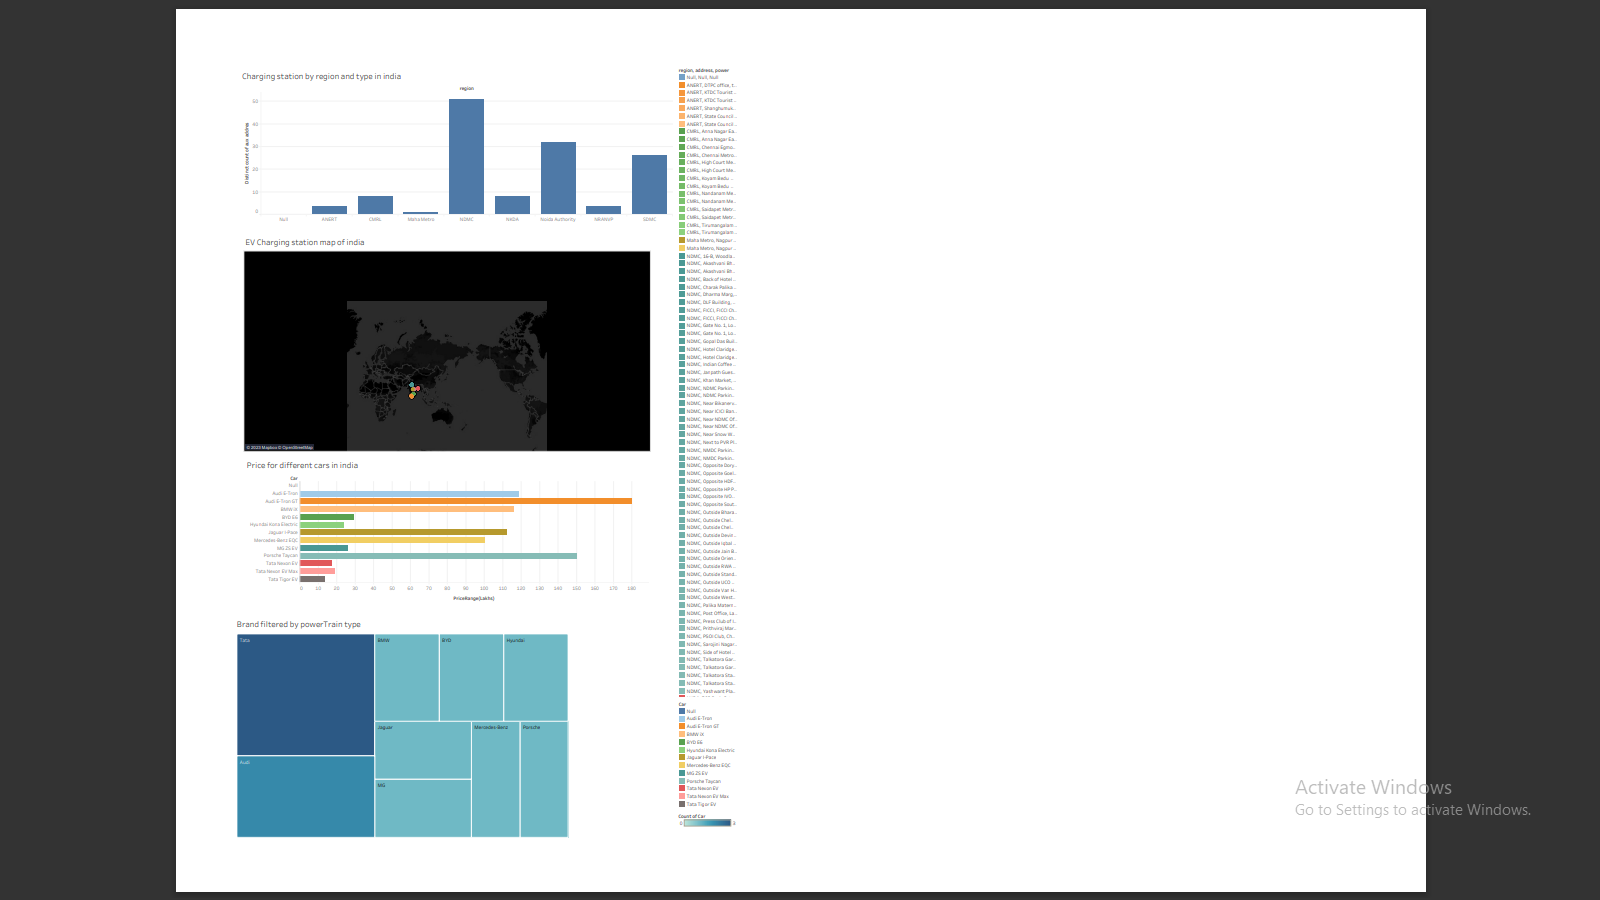 Charging station by region and type in india
region
Distinct count of aux addres
50
40
30
20
10
0
Null
ANERT
CMRL
Maha Metro
NDMC
Noida Authority
NRANVP
SDMC
EV Charging station map of india
© 2023 Mapbox © OpenStreetMap
Price for different cars in india
Car
Null
Audi E-Tron
Audi E-Tron GT
BMW iX
BYD E6
Hyundai Kona Electric
Jaguar I-Pace
Mercedes-Benz EQC
MG ZS EV
Porsche Taycan
Tata Nexon EV
Tata Nexon EV Max
Tata Tigor EV
0 10 20 30 40 50 60 70 80 90 100 110 120 130 140 150 160 170 180
PriceRange(Lakhs)
Brand filtered by powerTrain type
Tata
BMW
BYD
Hyundai
Jaguar
Mercedes-Benz
Porsche
Audi
MG
region, address, power
Null, Null, Null
ANERT, DTPC office, t..
ANERT, KTDC Tourist ..
ANERT, KTDC Tourist ..
ANERT, Shanghumuk..
ANERT, State Council ..
ANERT, State Council ..
CMRL, Anna Nagar Ea..
CMRL, Anna Nagar Ea..
CMRL, Chennai Egmo..
CMRL, Chennai Metro..
CMRL, High Court Me..
CMRL, High Court Me..
CMRL, Koyam Bedu ..
CMRL, Koyam Bedu ..
CMRL, Nandanam Me..
CMRL, Nandanam Me..
CMRL, Saidapet Metr..
CMRL, Saidapet Metr..
CMRL, Tirumangalam..
CMRL, Tirumangalam..
Maha Metro, Nagpur ..
Maha Metro, Nagpur ..
NDMC, 16-B, Woodla..
NDMC, Akashvani Bh..
NDMC, Akashvani Bh..
NDMC, Back of Hotel ..
NDMC, Charak Palika ..
NDMC, Dharma Marg,..
NDMC, DLF Building, ..
NDMC, FICCI, FICCI Ch..
NDMC, FICCI, FICCI Ch..
NDMC, Gate No. 1, Lo..
NDMC, Gate No. 1, Lo..
NDMC, Gopal Das Buil..
NDMC, Hotel Claridge..
NDMC, Hotel Claridge..
NDMC, Indian Coffee ..
NDMC, Janpath Gues..
NDMC, Khan Market, ..
NDMC, NDMC Parkin..
NDMC, NDMC Parkin..
NDMC, Near Bikanerv..
NDMC, Near ICICI Ban..
NDMC, Near NDMC Of..
NDMC, Near NDMC Of..
NDMC, Near Snow W..
NDMC, Next to PVR Pl..
NDMC, NMDC Parkin..
NDMC, NMDC Parkin..
NDMC, Opposite Dory..
NDMC, Opposite Goel..
NDMC, Opposite HDF..
NDMC, Opposite HP P..
NDMC, Opposite
NDMC, Opposite Sout..
NDMC, Outside Bhara..
NDMC, Outside Chel..
NDMC, Outside Chel..
NDMC, Outside Devil..
NDMC, Outside Iqbal ..
NDMC, Outside Jain B..
NDMC, Outside Orien..
NDMC, Outside RWA ..
NDMC, Outside Stand..
NDMC, Outside UCO ..
NDMC, Outside Van H..
NDMC, Outside West..
NDMC, Palika Matern..
NDMC, Post Office, La..
NDMC, Press Club of I..
NDMC, Prithviraj Mar..
NDMC, PSOI Club, Ch..
NDMC, Sarojini Nagar..
NDMC, Side of Hotel ..
NDMC, Talkatora Gar..
NDMC, Talkatora Gar..
NDMC, Talkatora Sta..
NDMC, Talkatora Sta..
NDMC, Yashwant Pla..
Car
Null
Audi E-Tron
Audi E-Tron GT
BMW iX
BYD E6
Hyundai Kona Electric
Jaguar I-Pace
Mercedes-Benz EQC
MG ZS EV
Porsche Taycan
Tata Nexon EV
Tata Nexon EV Max
Tata Tigor EV
Count of Car
0 3
Activate Windows
Go to Settings to activate Windows.